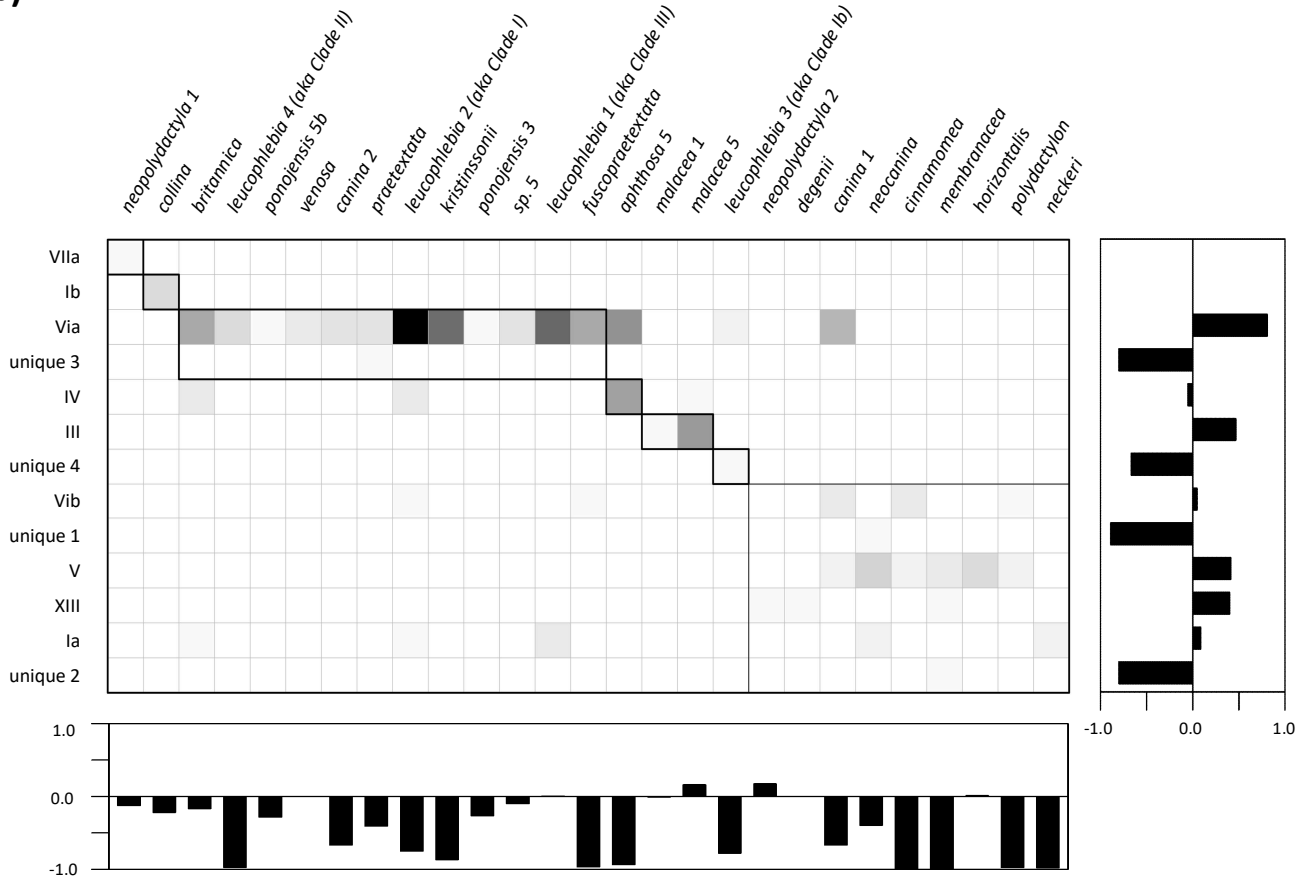 neopolydactyla 1
collina
britannica
leucophlebia 4 (aka Clade II)
ponojensis 5b
venosa
canina 2
praetextata
leucophlebia 2 (aka Clade I)
kristinssonii
ponojensis 3
sp. 5
leucophlebia 1 (aka Clade III)
fuscopraetextata
aphthosa 5
malacea 1
malacea 5
leucophlebia 3 (aka Clade Ib)
neopolydactyla 2
degenii
canina 1
neocanina
cinnamomea
membranacea
horizontalis
polydactylon
neckeri
VIIa
Ib
Via
unique 3
IV
III
unique 4
Vib
unique 1
V
XIII
Ia
unique 2
-1.0 0.0 1.0
1.0
0.0
-1.0